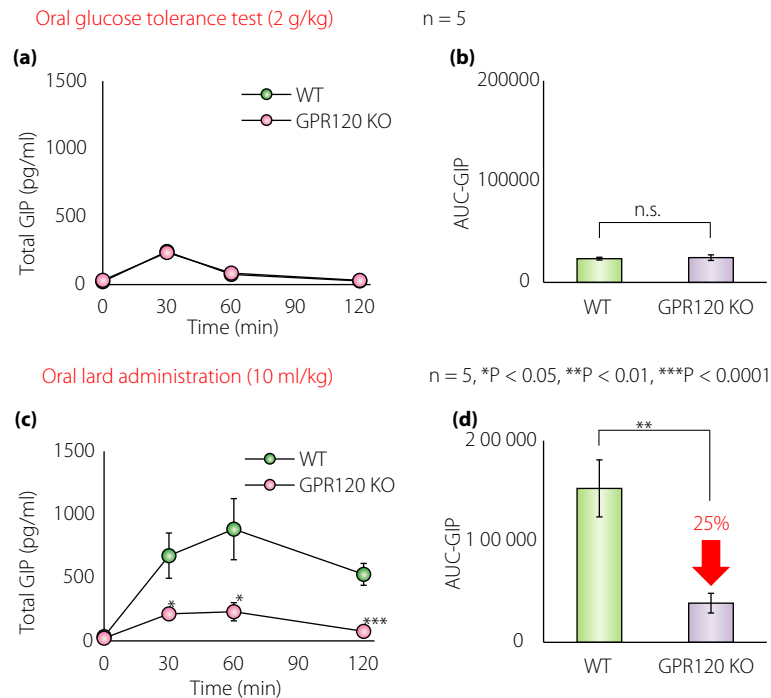 Oral glucose tolerance test (2 g/kg)
n = 5
(a)
Total GIP (pg/ml)
1500
1000
500
0
WT
GPR120 KO
0 30 60 90 120
Time (min)
(b)
AUC-GIP
200000
100000
0
n.s.
WT GPR120 KO
Oral lard administration (10 ml/kg)
n = 5, *P < 0.05, **P < 0.01, ***P < 0.0001
(c)
Total GIP (pg/ml)
1500
1000
500
0
WT
GPR120 KO
* * ***
0 30 60 90 120
Time (min)
(d)
AUC-GIP
2 00 000
1 00 000
0
**
25%
WT GPR120 KO